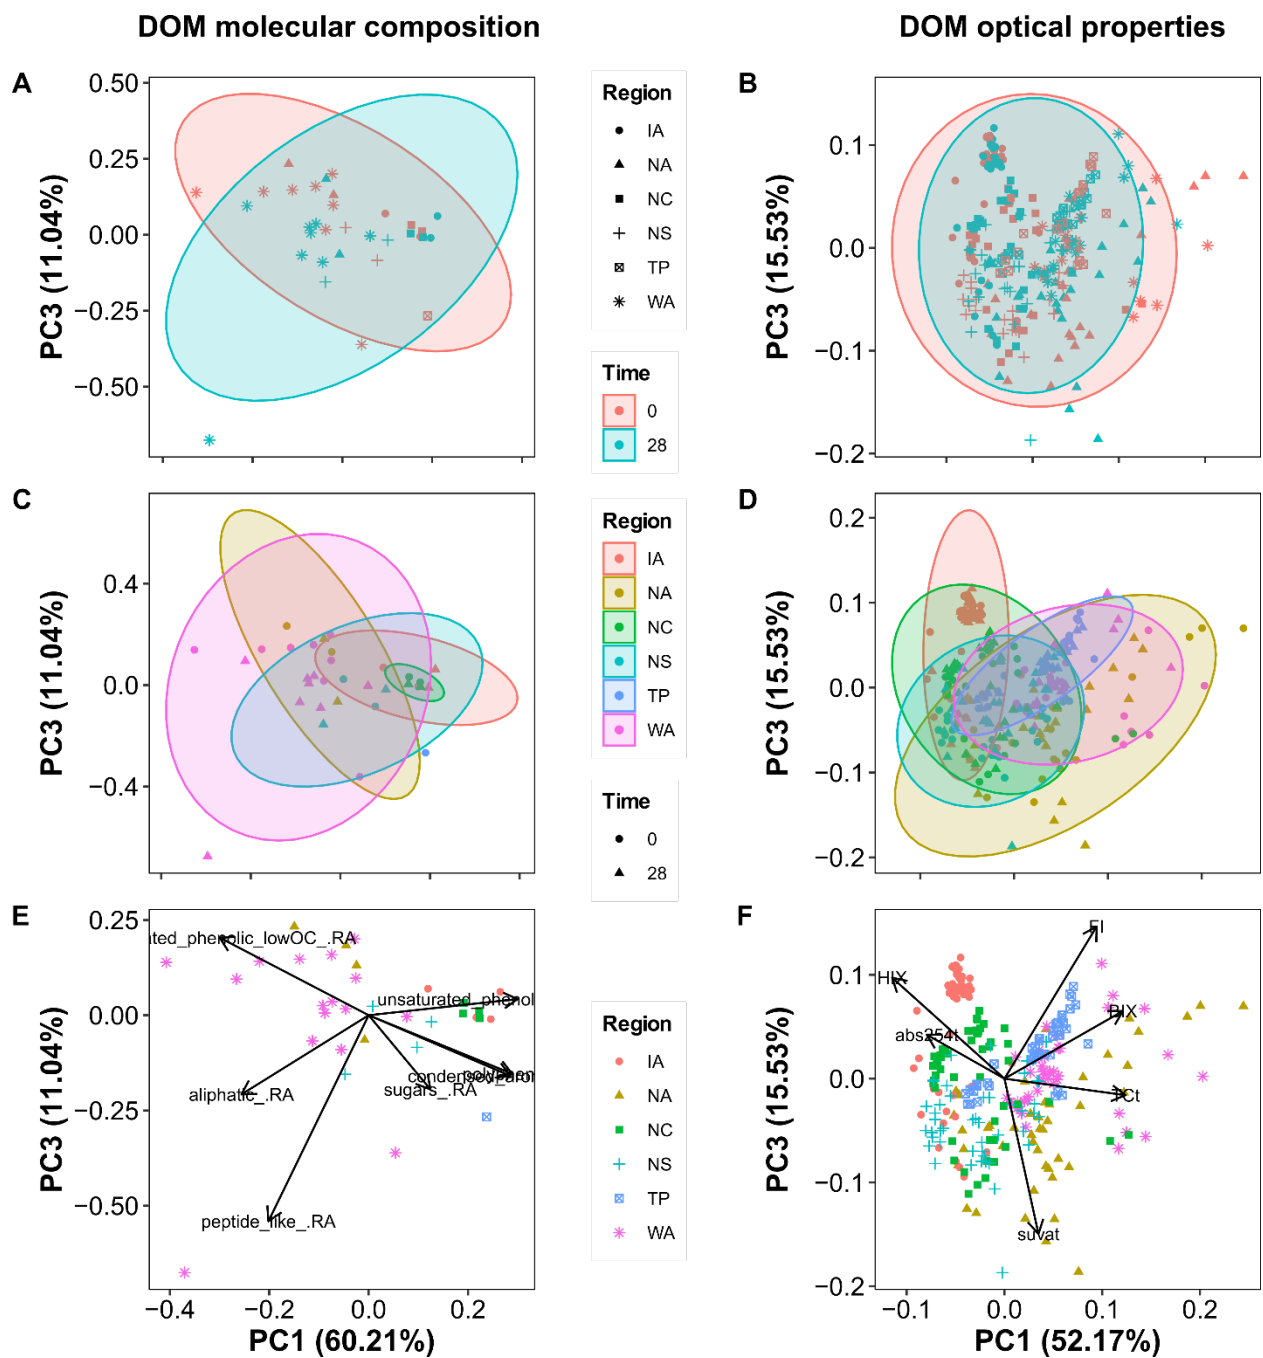 DOM molecular composition
DOM optical properties
A
PC3 (11.04%)
0.50
0.25
0.00
−0.25
−0.50
Region
IA
NA
NC
NS
TP
WA
Time
0
28
B
PC3 (15.53%)
0.1
0.0
−0.1
−0.2
C
PC3 (11.04%)
0.4
0.0
−0.4
Region
IA
NA
NC
NS
TP
WA
Time
0
28
D
PC3 (15.53%)
0.2
0.1
0.0
−0.1
−0.2
E
PC3 (11.04%)
0.25
0.00
−0.25
−0.50
ated_phenolic_lowOC_.RA
unsaturated_phenol
sugars_.RA
aliphatic_.RA
peptide_like_.RA
−0.4
−0.2
0.0
0.2
PC1 (60.21%)
Region
IA
NA
NC
NS
TP
WA
F
PC3 (15.53%)
0.1
0.0
−0.1
−0.2
FI
HIX
BIX
abs254t
suvat
−0.1
0.0
0.1
0.2
PC1 (52.17%)